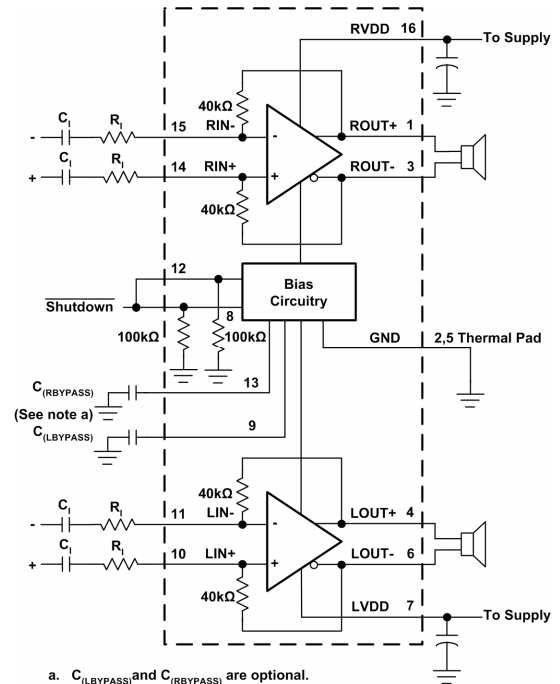 RVDD 16
To Supply
40kΩ
C_I R_I 15 RIN- - ROUT+ 1
-
C_I R_I 14 RIN+ + ROUT- 3
+
40kΩ
12
Bias
Circuitry
Shutdown
8
100kΩ 100kΩ
GND 2,5 Thermal Pad
C_(RBYPASS) 13
(See note a)
C_(LBYPASS) 9
40kΩ
C_I R_I 11 LIN- - LOUT+ 4
-
C_I R_I 10 LIN+ + LOUT- 6
+
40kΩ
LVDD 7
To Supply
a. C_(LBYPASS) and C_(RBYPASS) are optional.